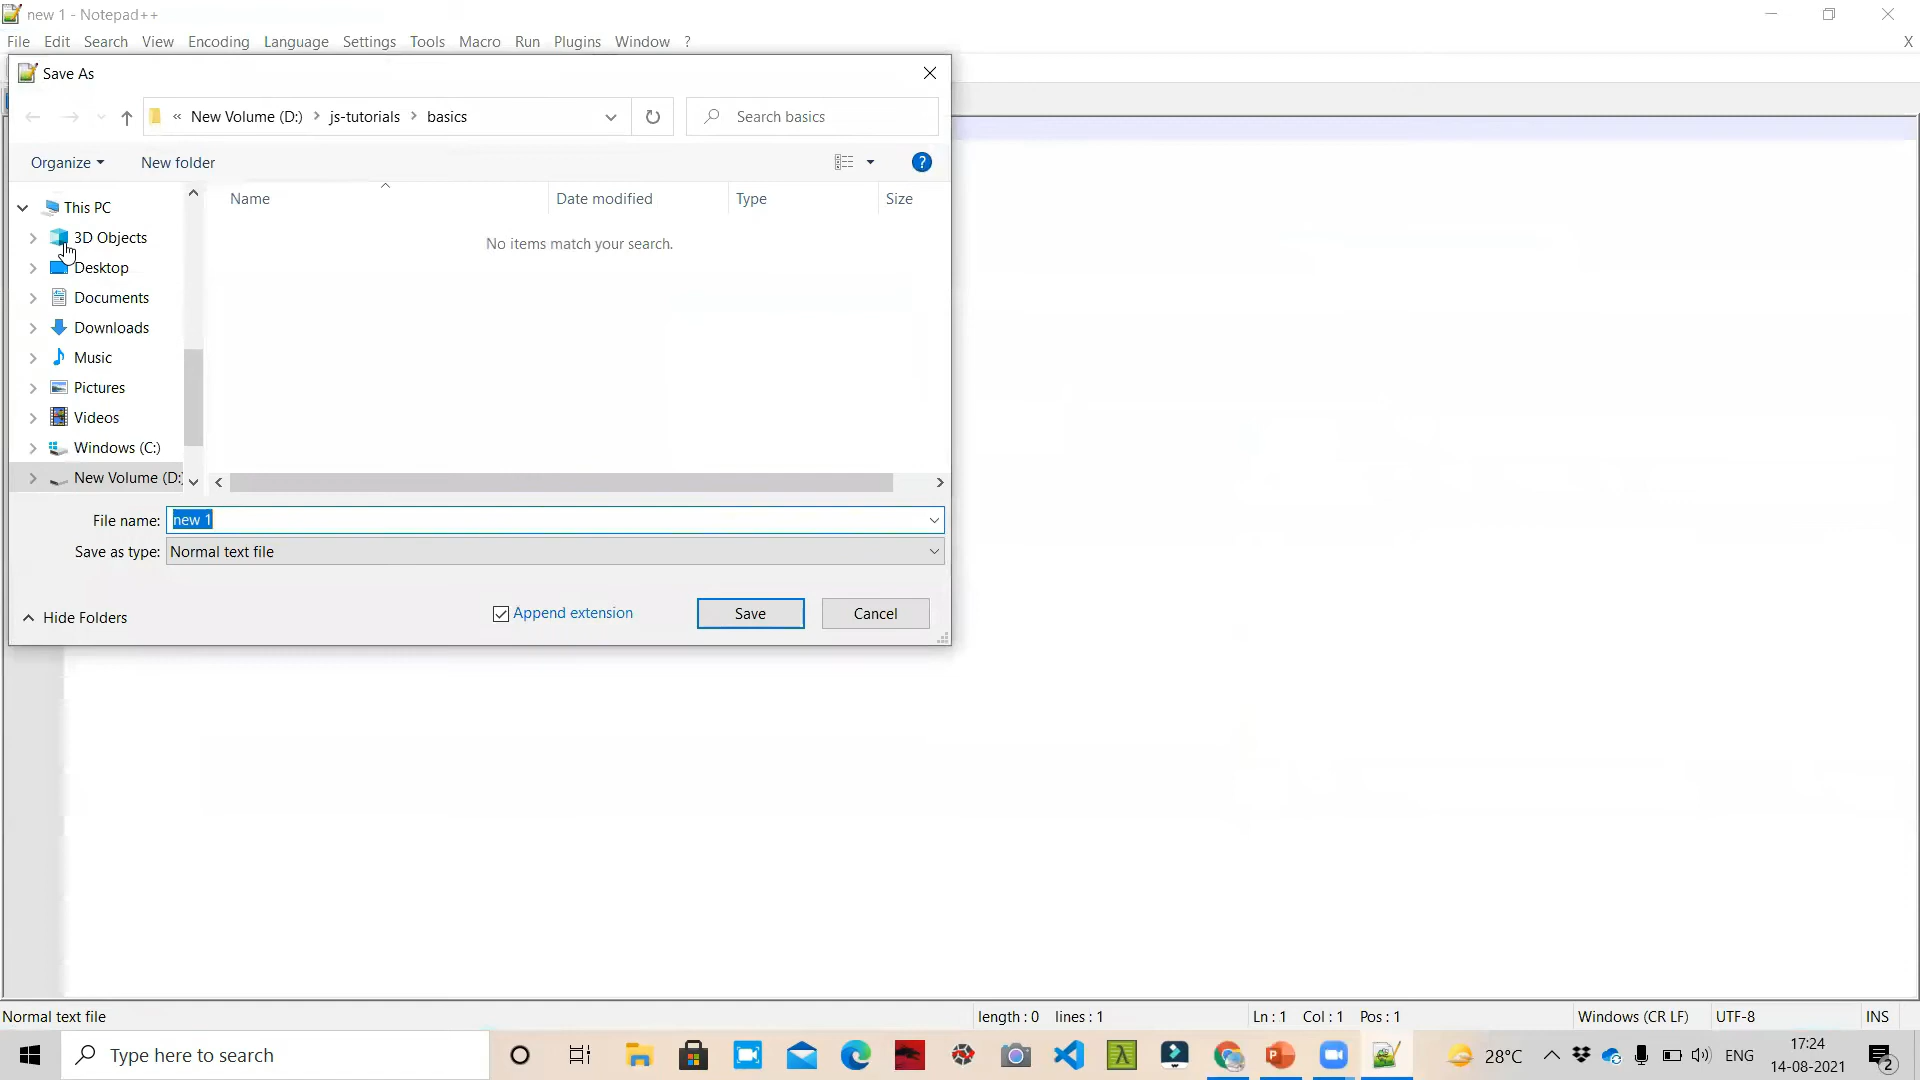 new 1 - Notepad++
File Edit Search View Encoding Language Settings Tools Macro Run Plugins Window ? X
Save As
« New Volume (D:) > js-tutorials > basics
Search basics
Organize New folder
Name Date modified Type Size
No items match your search.
This PC
3D Objects
Desktop
Documents
Downloads
Music
Pictures
Videos
Windows (C:)
New Volume (D:
File name: new 1
Save as type: Normal text file
Hide Folders
Append extension
Save Cancel
Normal text file length : 0 lines : 1 Ln : 1 Col : 1 Pos : 1 Windows (CR LF) UTF-8 INS
Type here to search
28°C ENG
17:24
14-08-2021
2